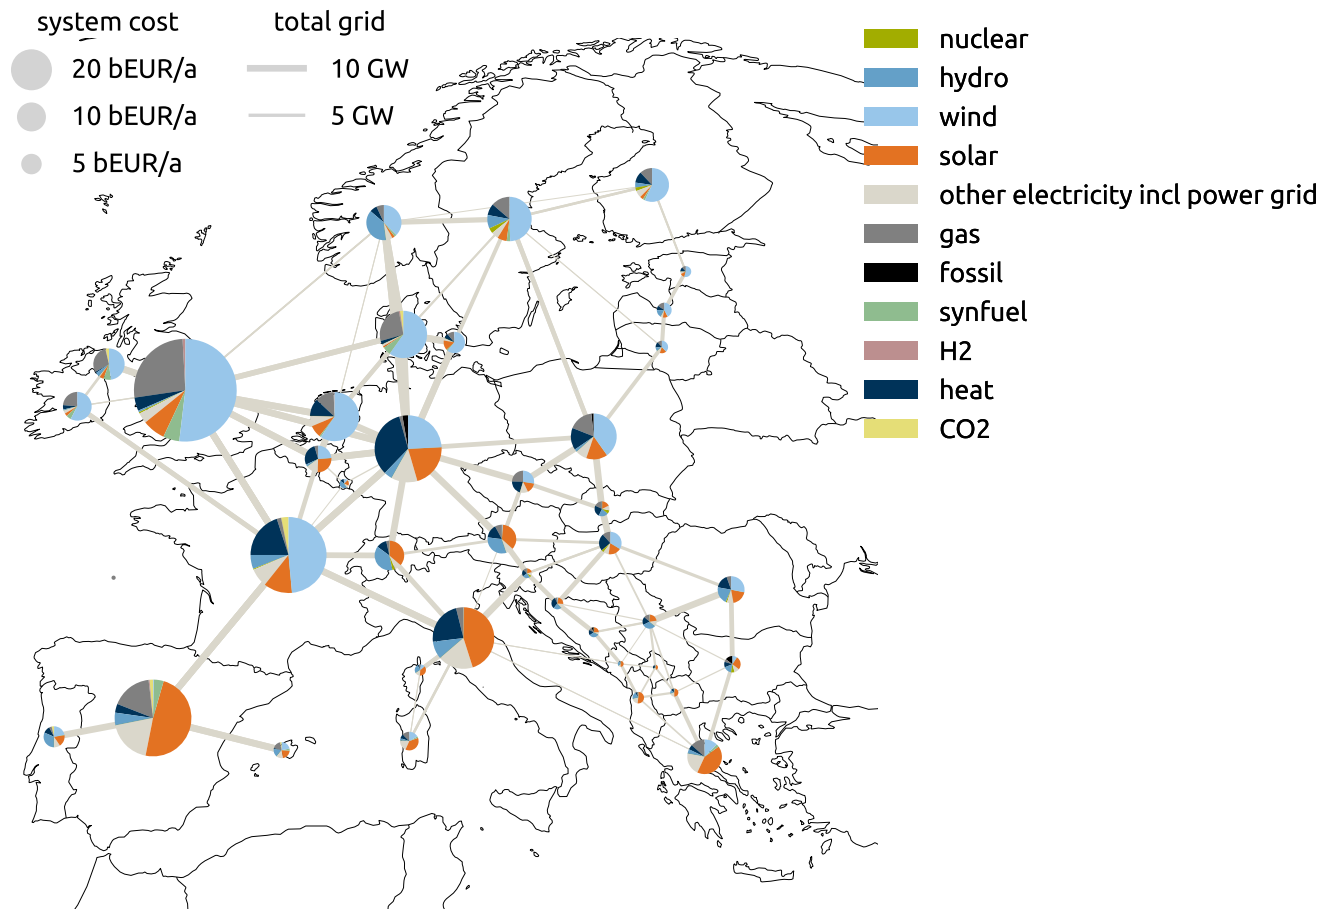 system cost
20 bEUR/a
10 bEUR/a
5 bEUR/a
total grid
10 GW
5 GW
nuclear
hydro
wind
solar
other electricity incl power grid
gas
fossil
synfuel
H2
heat
CO2